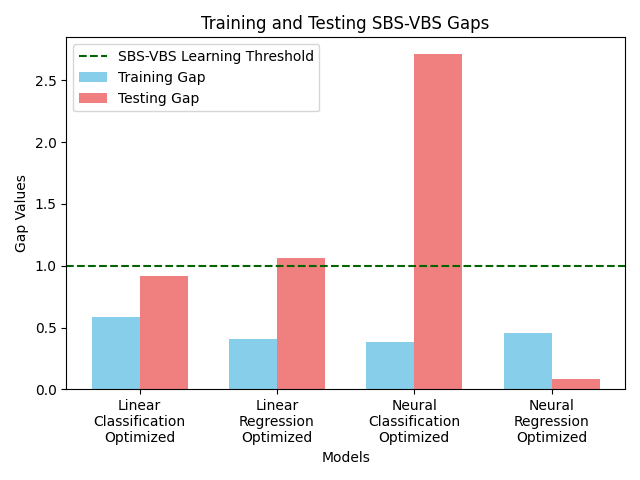 Training and Testing SBS-VBS Gaps
SBS-VBS Learning Threshold
Training Gap
Testing Gap
Gap Values
2.5
2.0
1.5
1.0
0.5
0.0
Linear
Classification
Optimized
Linear
Regression
Optimized
Neural
Classification
Optimized
Neural
Regression
Optimized
Models